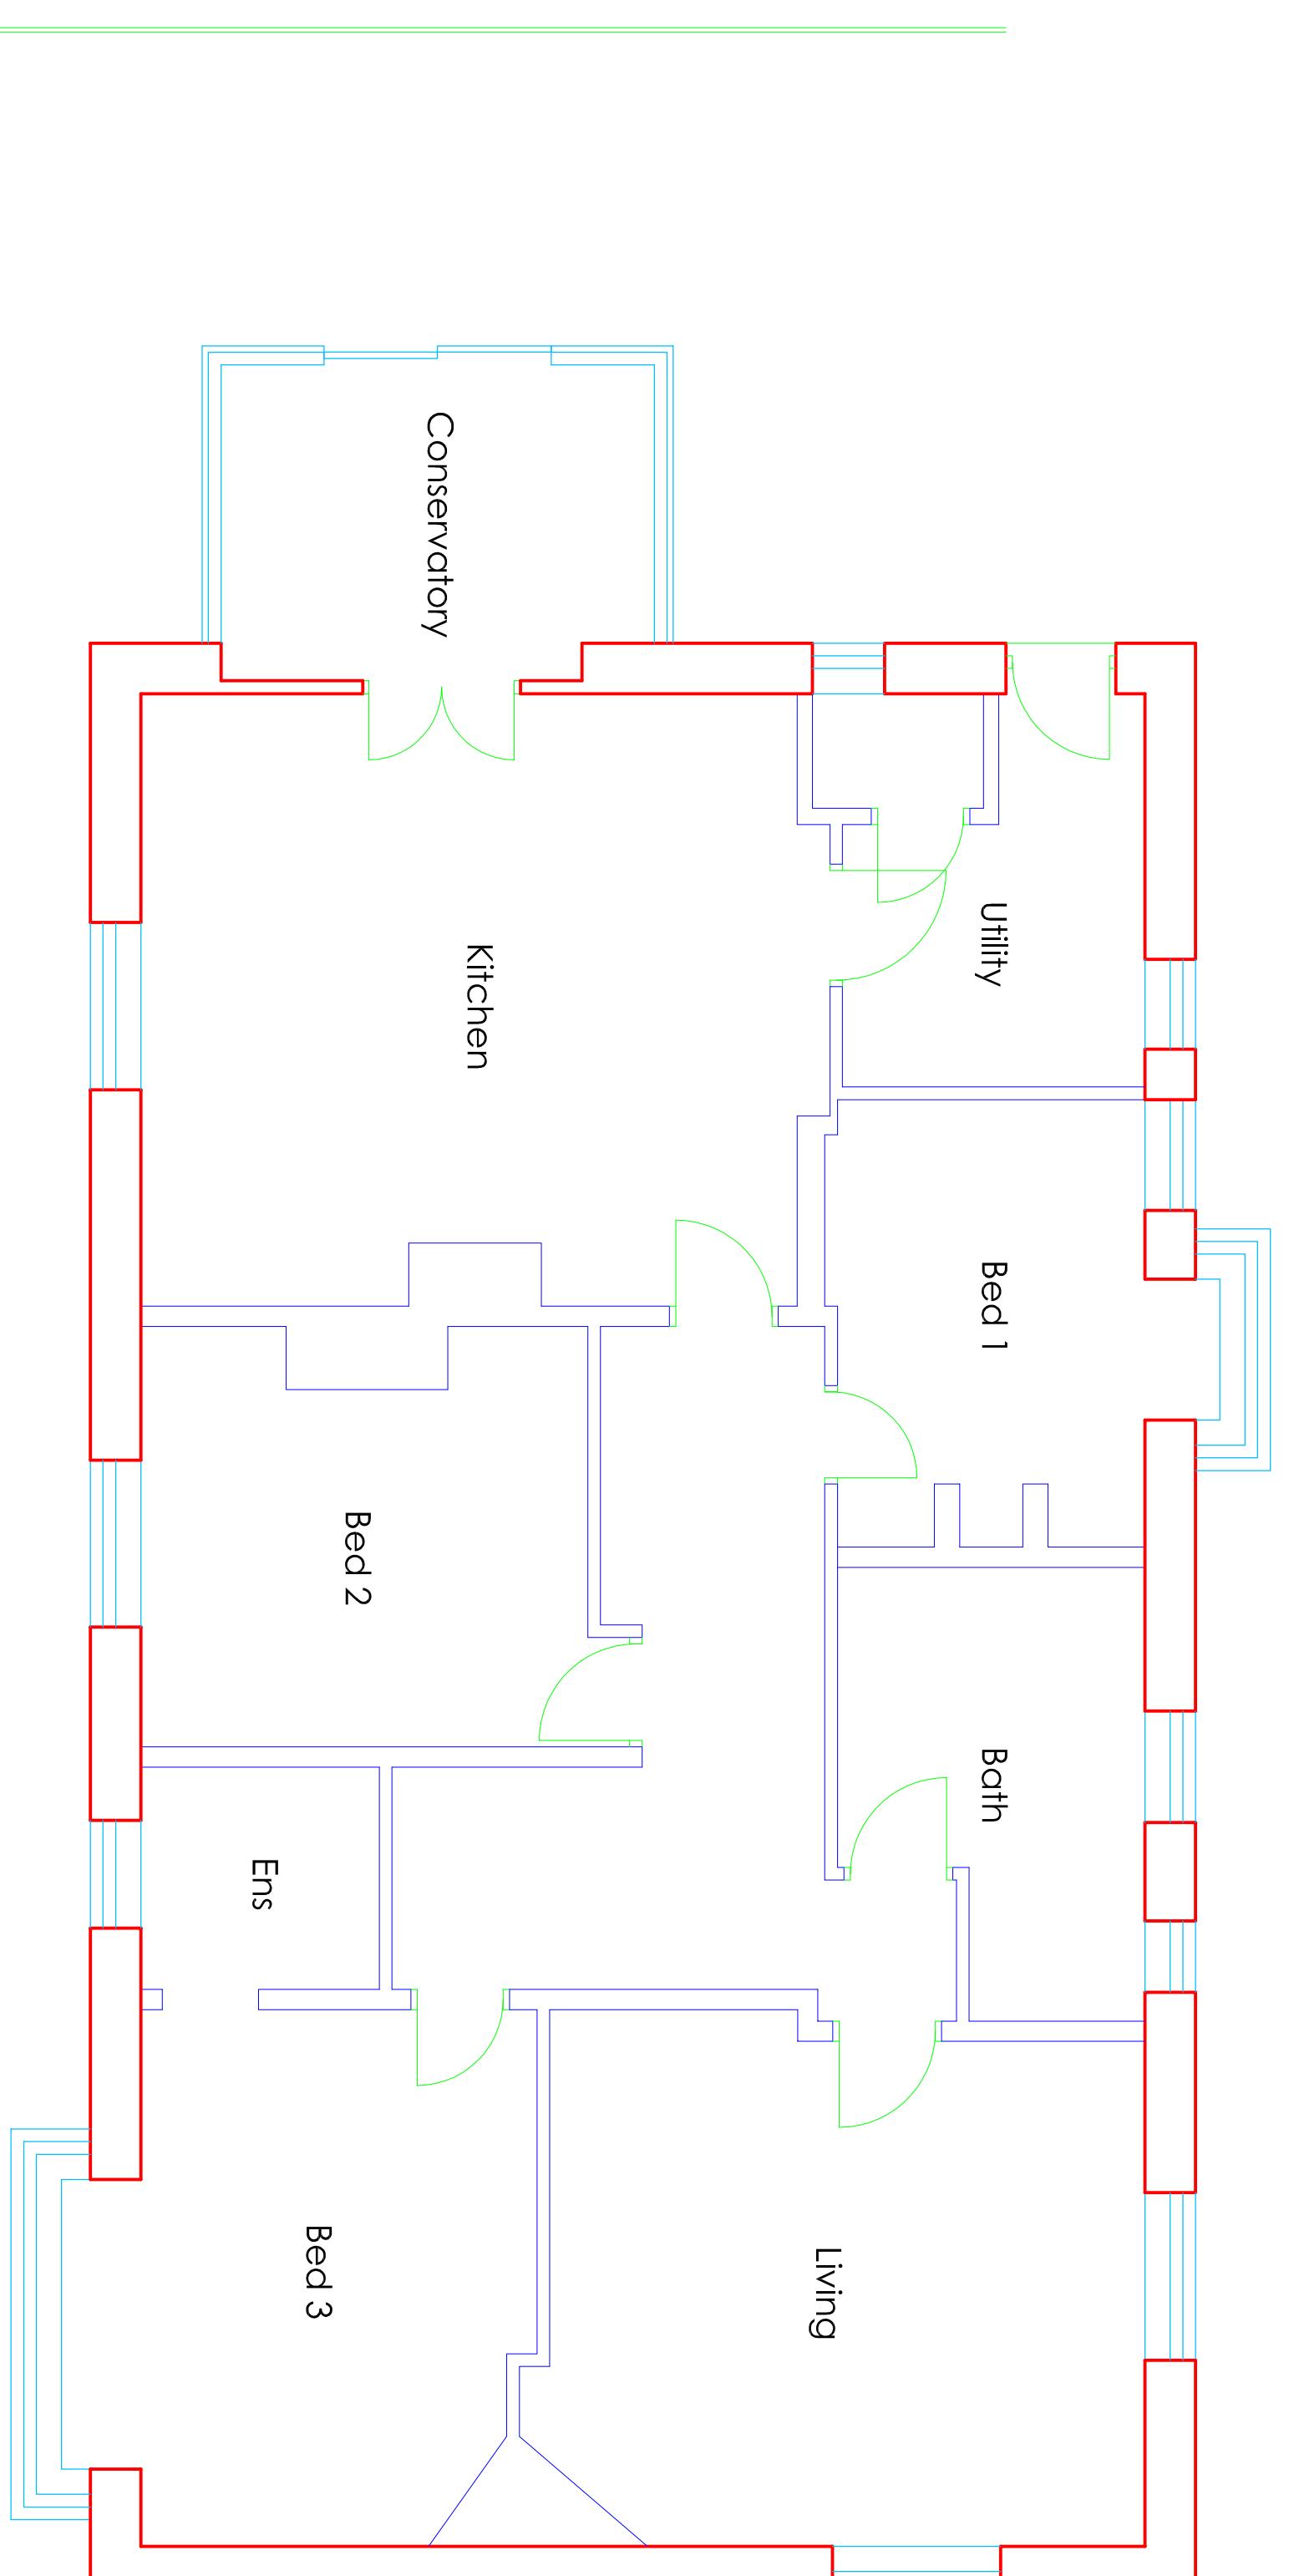 Conservatory
Utility
Kitchen
Bed 1
Bed 2
Bath
Ens
Bed 3
Living